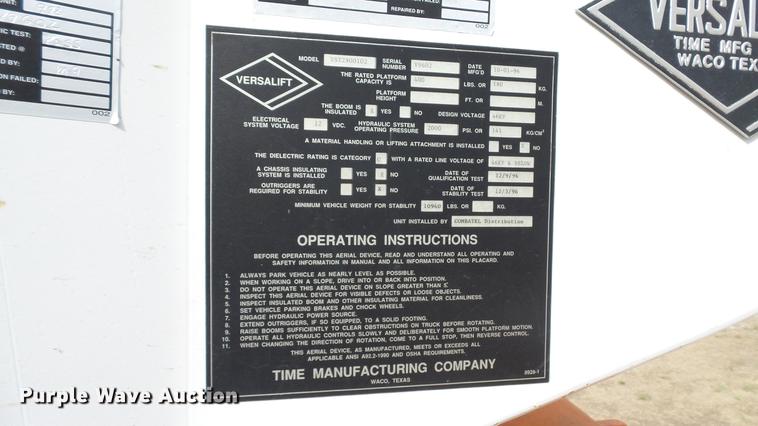 REPAIRED BY:
002
ON FAILED:
BY:
002
VERSAL
TIME MFG
WACO TEX
VERSALIFT
MODEL VST2900102 SERIAL NUMBER DATE MFG'D 10-01-96
THE RATED PLATFORM CAPACITY IS 400 LBS. OR 180 KG.
PLATFORM HEIGHT FT. OR M.
THE BOOM IS INSULATED X YES NO DESIGN VOLTAGE 46KV
ELECTRICAL SYSTEM VOLTAGE 12 VDC. HYDRAULIC SYSTEM OPERATING PRESSURE 2000 PSI. OR 141 KG/CM²
A MATERIAL HANDLING OR LIFTING ATTACHMENT IS INSTALLED YES X NO
THE DIELECTRIC RATING IS CATEGORY C WITH A RATED LINE VOLTAGE OF 46KV & BELOW
A CHASSIS INSULATING SYSTEM IS INSTALLED YES X NO DATE OF QUALIFICATION TEST 12/9/96
OUTRIGGERS ARE REQUIRED FOR STABILITY YES X NO DATE OF STABILITY TEST 12/3/96
MINIMUM VEHICLE WEIGHT FOR STABILITY 10940 LBS. OR KG.
UNIT INSTALLED BY COMBATEL Distribution
OPERATING INSTRUCTIONS
BEFORE OPERATING THIS AERIAL DEVICE, READ AND UNDERSTAND ALL OPERATING AND
SAFETY INFORMATION IN MANUAL AND ALL INFORMATION ON THIS PLACARD.
1. ALWAYS PARK VEHICLE AS NEARLY LEVEL AS POSSIBLE.
2. WHEN WORKING ON A SLOPE, DRIVE INTO OR BACK INTO POSITION.
3. DO NOT OPERATE THIS AERIAL DEVICE ON SLOPE GREATER THAN 5°
4. INSPECT THIS AERIAL DEVICE FOR VISIBLE DEFECTS OR LOOSE OBJECTS.
5. INSPECT INSULATED BOOM AND OTHER INSULATING MATERIAL FOR CLEANLINESS.
6. SET VEHICLE PARKING BRAKES AND CHOCK WHEELS.
7. ENGAGE HYDRAULIC POWER SOURCE.
8. EXTEND OUTRIGGERS, IF SO EQUIPPED, TO A SOLID FOOTING.
9. RAISE BOOMS SUFFICIENTLY TO CLEAR OBSTRUCTIONS ON TRUCK BEFORE ROTATING.
10. OPERATE ALL HYDRAULIC CONTROLS SLOWLY AND DELIBERATELY FOR SMOOTH PLATFORM MOTION.
11. WHEN CHANGING THE DIRECTION OF ROTATION, COME TO A FULL STOP, THEN REVERSE CONTROL.
THIS AERIAL DEVICE, AS MANUFACTURED, MEETS OR EXCEEDS ALL
APPLICABLE ANSI A92.2-1990 AND OSHA REQUIREMENTS.
TIME MANUFACTURING COMPANY
WACO, TEXAS
8928-1
Purple Wave Auction